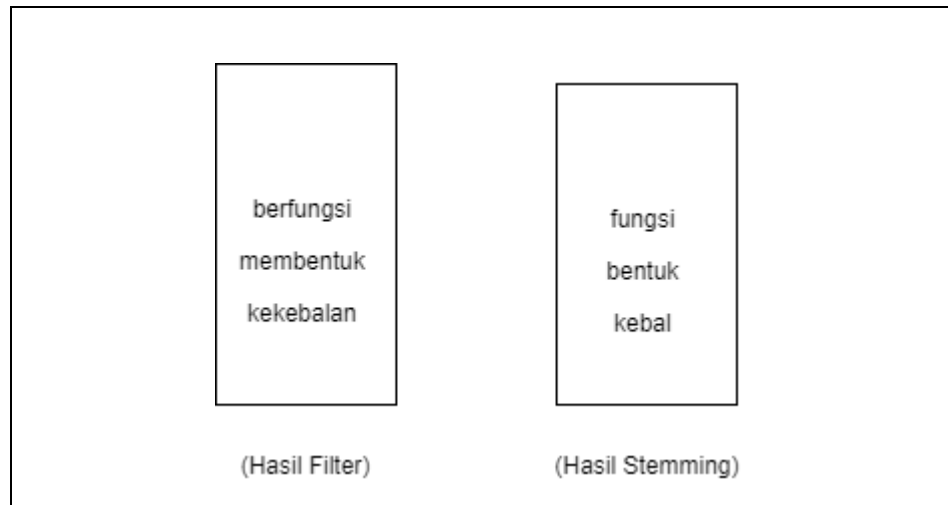 berfungsi
membentuk
kekebalan
(Hasil Filter)
fungsi
bentuk
kebal
(Hasil Stemming)